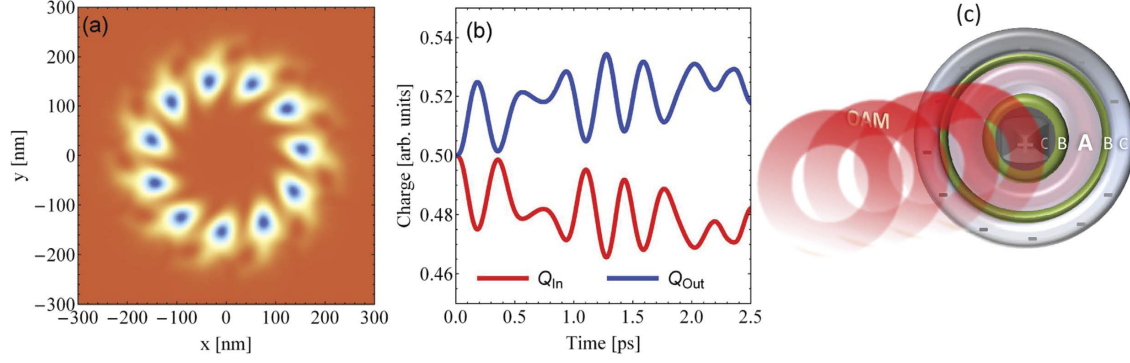 (a)
300
200
100
0
−100
−200
−300
y [nm]
−300 −200 −100 0 100 200 300
x [nm]
(b)
0.54
0.52
0.50
0.48
0.46
Charge [arb. units]
Q_In Q_Out
0.0 0.5 1.0 1.5 2.0 2.5
Time [ps]
(c)
OAM
+ C B A B C
- - - - - - -